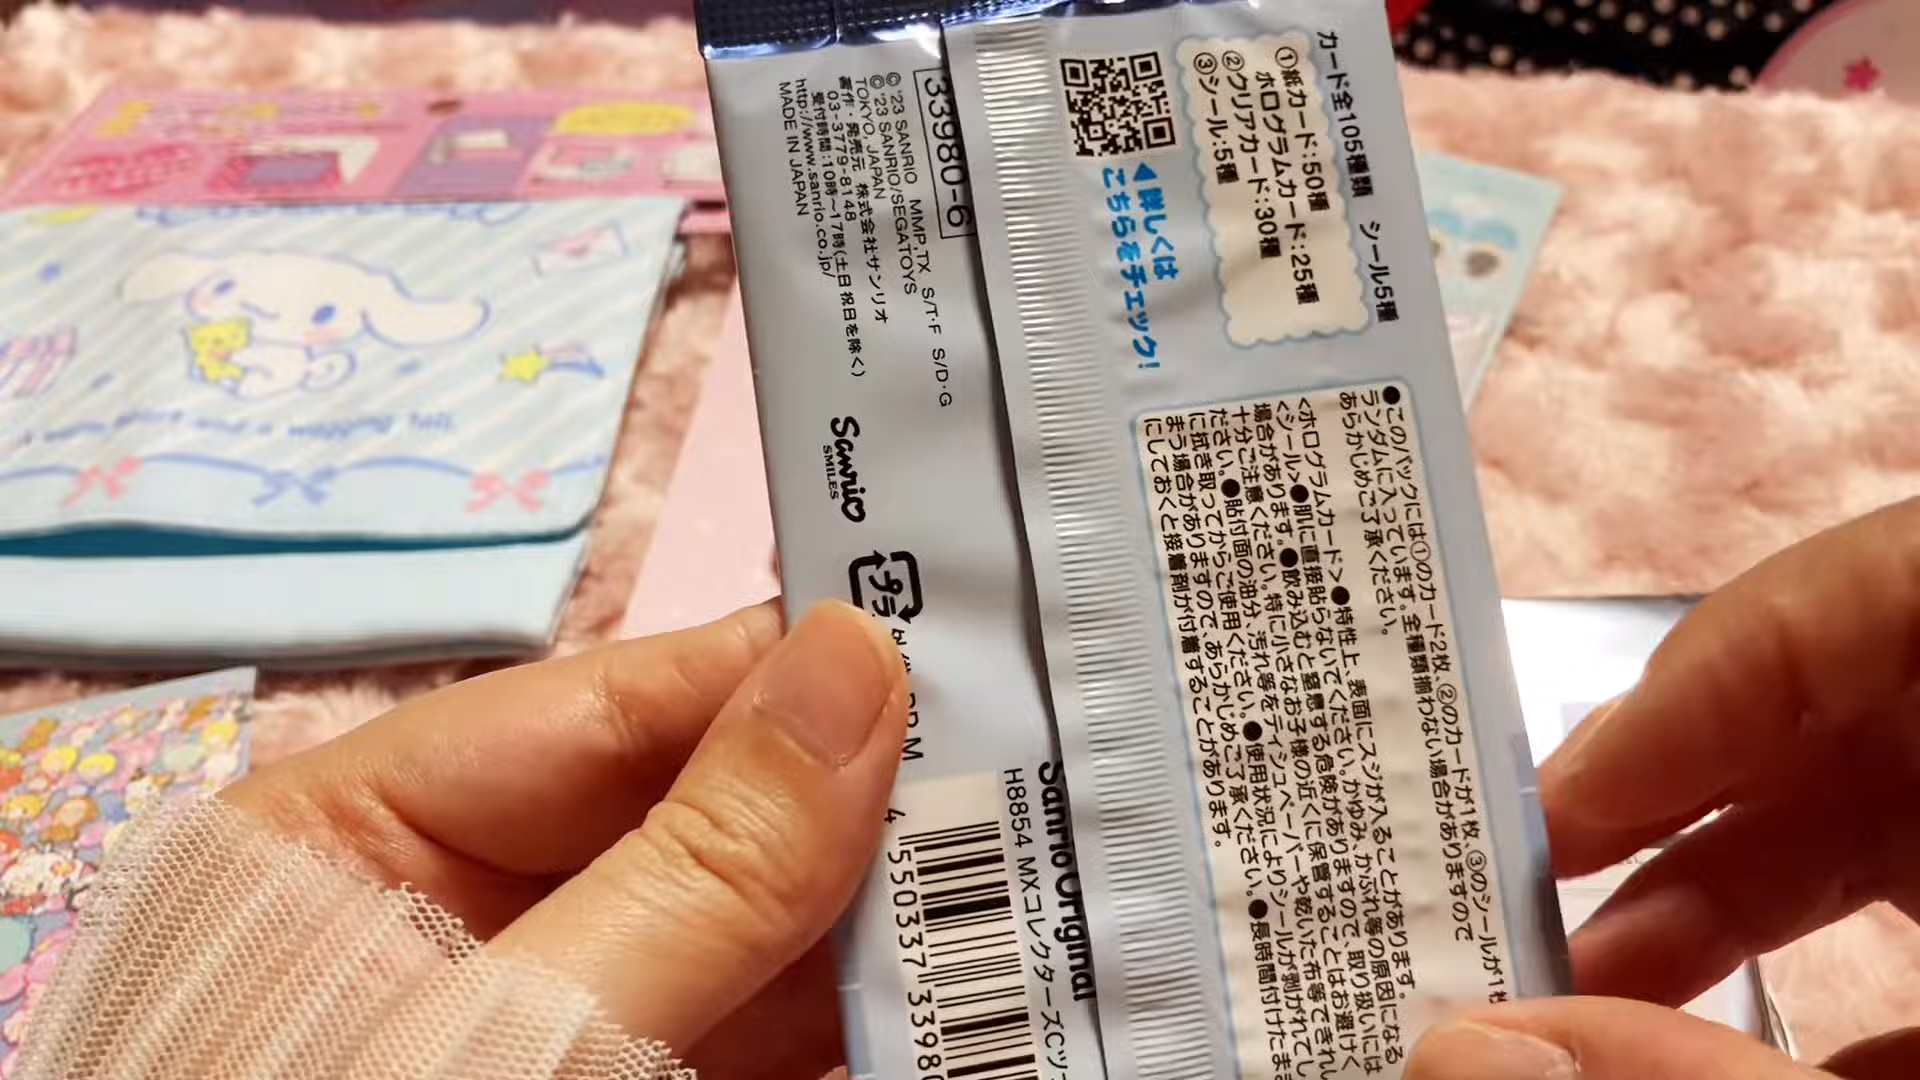 カード全105種類 シール5種
①紙カード:50種
ホログラムカード:25種
②クリアカード:30種
③シール:5種
◀詳しくは
こちらをチェック!
●このパックには①のカード2枚、②のカードが1枚、③のシールが1枚
ランダムに入っています。全種類揃わない場合がありますので
あらかじめご了承ください。
<ホログラムカード>●特性上、表面にスジが入ることがあります。
<シール>●肌に直接貼らないでください。かゆみ、かぶれ等の原因になる
場合があります。●飲み込むと窒息する危険がありますので、取り扱いには
十分ご注意ください。特に小さなお子様の近くに保管することはお避けく
ださい。●貼付面の油分、汚れ等をティシュペーパーや乾いた布等できれい
に拭き取ってからご使用ください。●使用状況によりシールが剥がれてし
まう場合がありますので、あらかじめご了承ください。●長時間付けたまま
にしておくと接着剤が付着することがあります。
33980-6
© '23 SANRIO MMP,TX S/T・F S/D・G
© '23 SANRIO/SEGATOYS
TOKYO, JAPAN
著作・発売元 株式会社サンリオ
03-3779-8148
受付時間:10時~17時(土日祝日を除く)
http://www.sanrio.co.jp/
MADE IN JAPAN
Sanrio
SMILES
プラ
Sanrio Original
H8854 MXコレクターズCツ
4 550337 3398